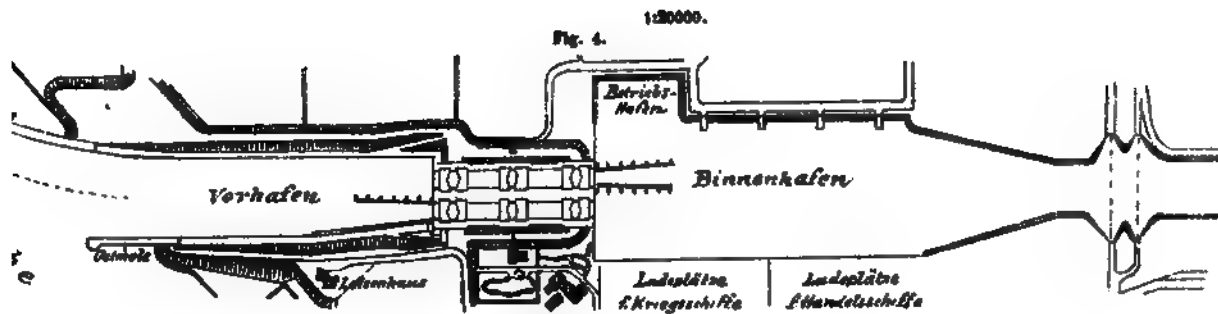 1:20000.
Fig. 4.
Betriebs-
Hafen
Vorhafen
Binnenhafen
Ostmole
Lotsenhaus
Ladeplätze
f. Kriegsschiffe
Ladeplätze
f. Handelsschiffe